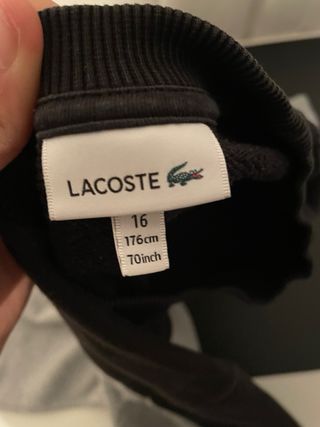 LACOSTE
16
176cm
70inch